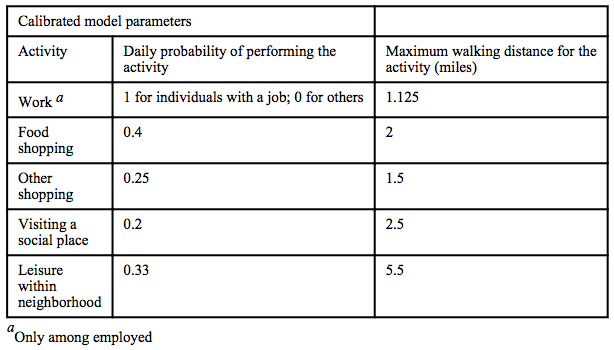 Calibrated model parameters
Activity
Daily probability of performing the
activity
Maximum walking distance for the
activity (miles)
Work a
1 for individuals with a job; 0 for others
1.125
Food
shopping
0.4
2
Other
shopping
0.25
1.5
Visiting a
social place
0.2
2.5
Leisure
within
neighborhood
0.33
5.5
aOnly among employed